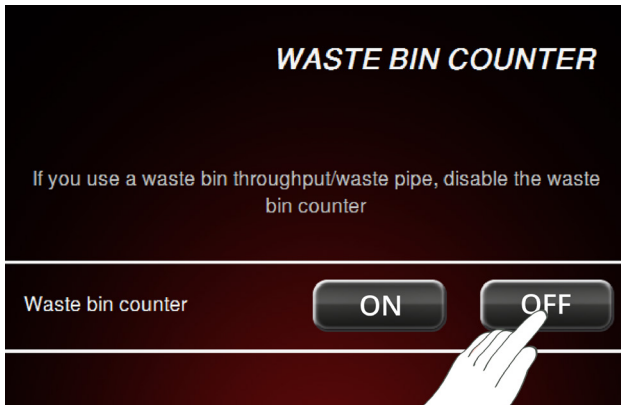 WASTE BIN COUNTER
If you use a waste bin throughput/waste pipe, disable the waste
bin counter
Waste bin counter
ON
OFF